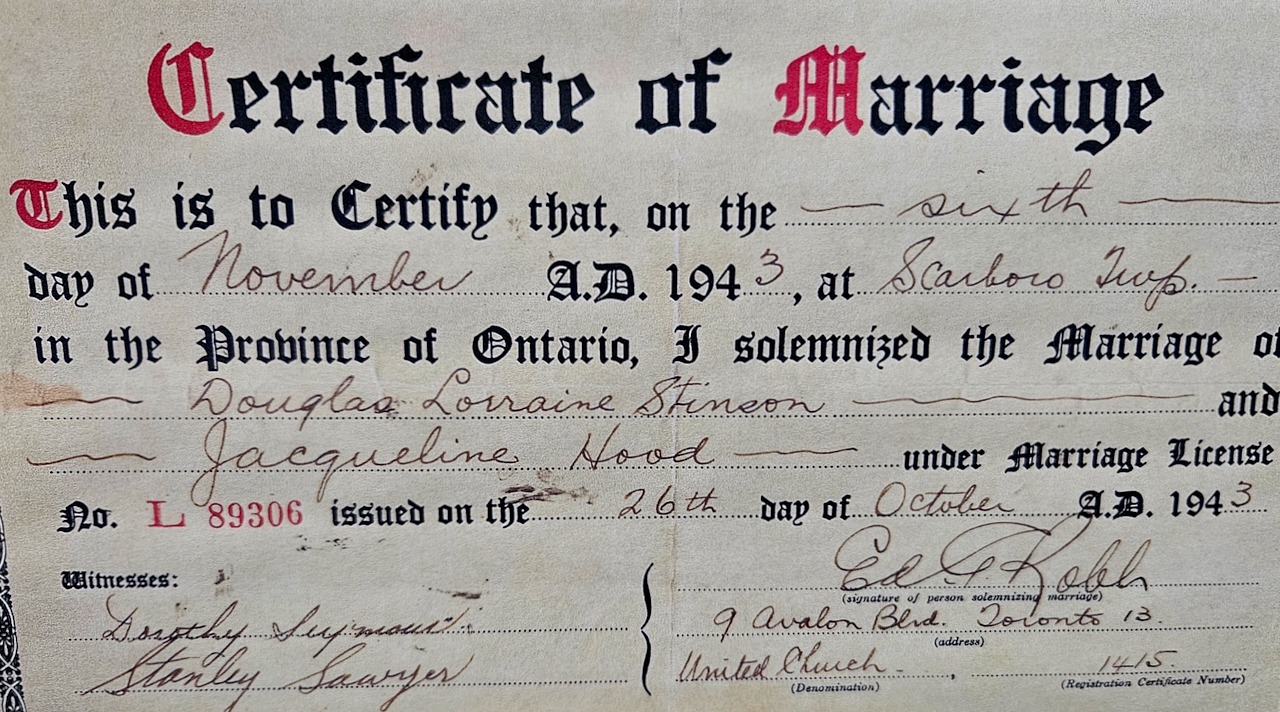 Certificate of Marriage
This is to Certify that, on the sixth
day of November A.D. 1943, at Scarboro Twp.
in the Province of Ontario, I solemnized the Marriage of
Douglas Lorraine Stinson and
Jacqueline Hood under Marriage License
No. L 89306 issued on the 26th day of October A.D. 1943
Witnesses:
Ed G Robb
(signature of person solemnizing marriage)
Dorothy Seymour
9 Avalon Blvd. Toronto 13.
(address)
Stanley Sawyer
United Church - , 1415.
(Denomination) (Registration Certificate Number)